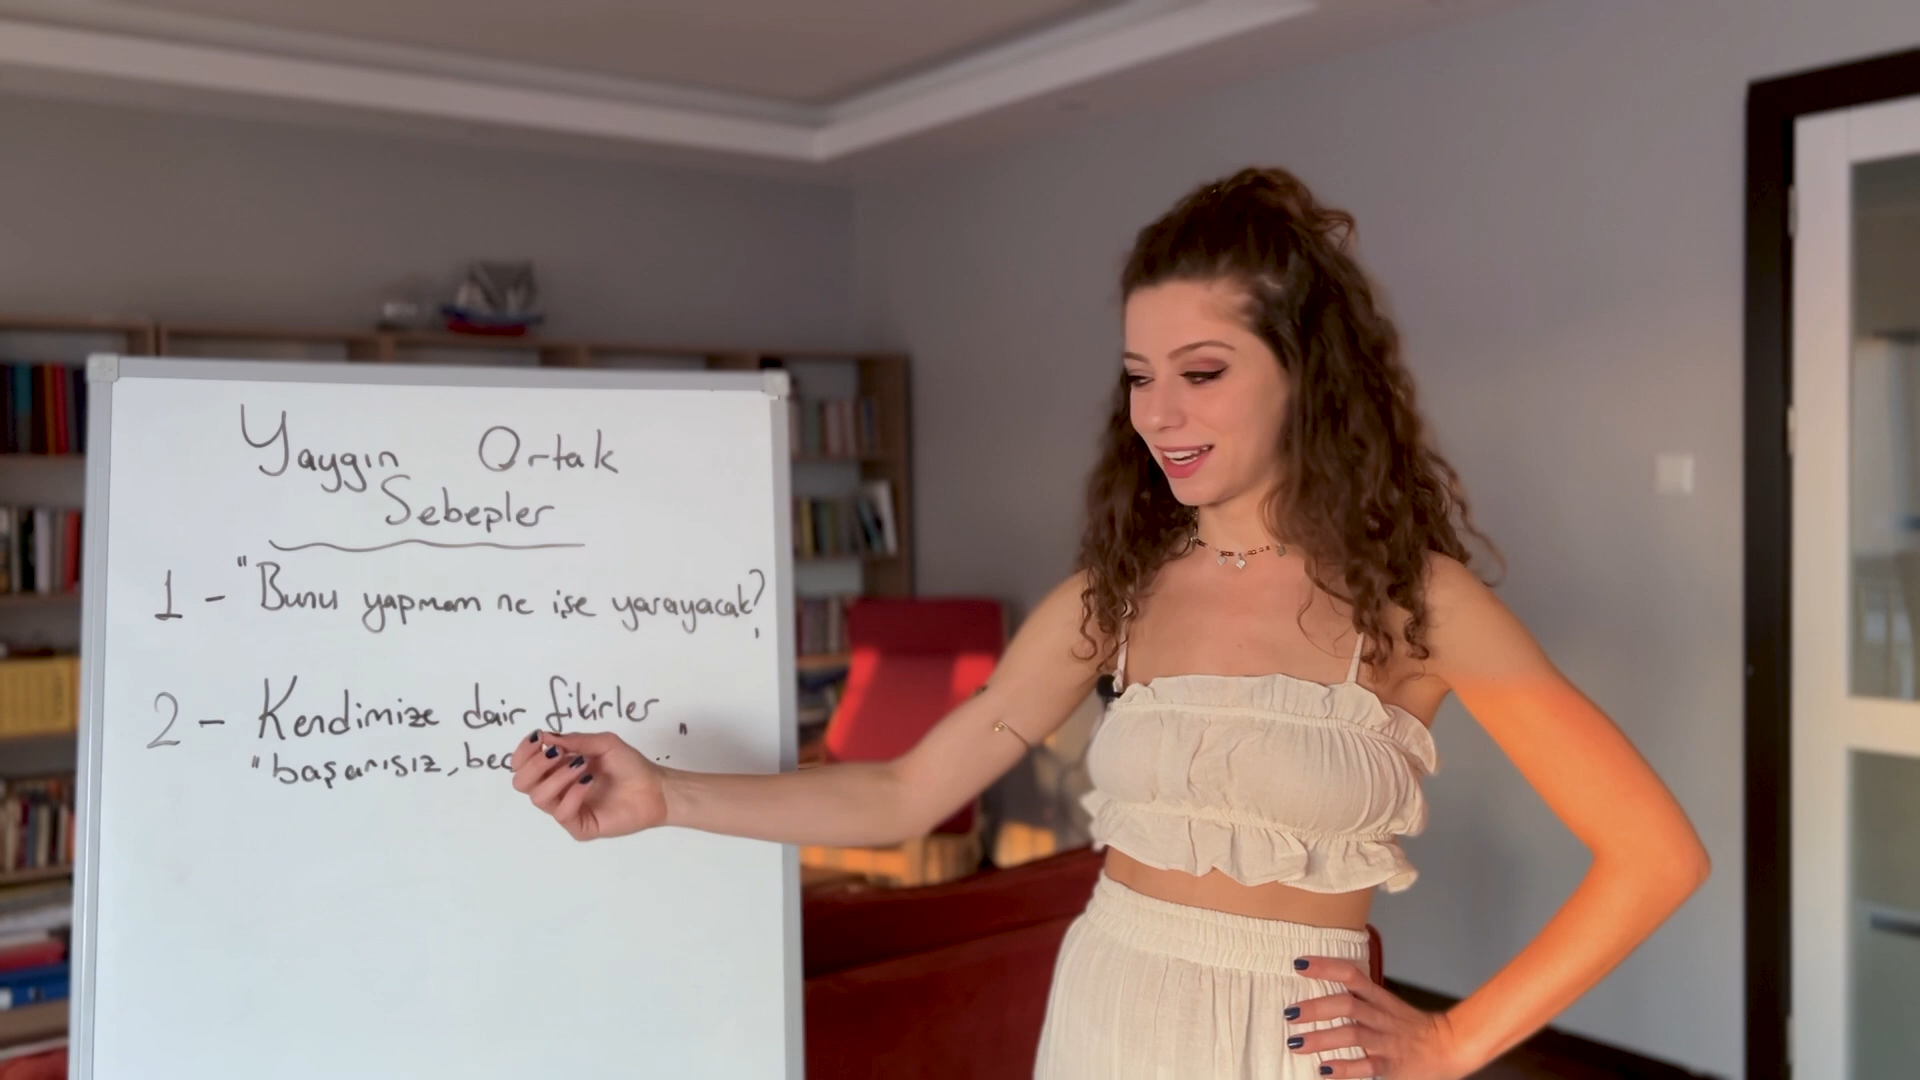 Yaygın Ortak
Sebepler
1 - "Bunu yapmam ne işe yarayacak?"
2 - Kendimize dair fikirler
"başarısız,